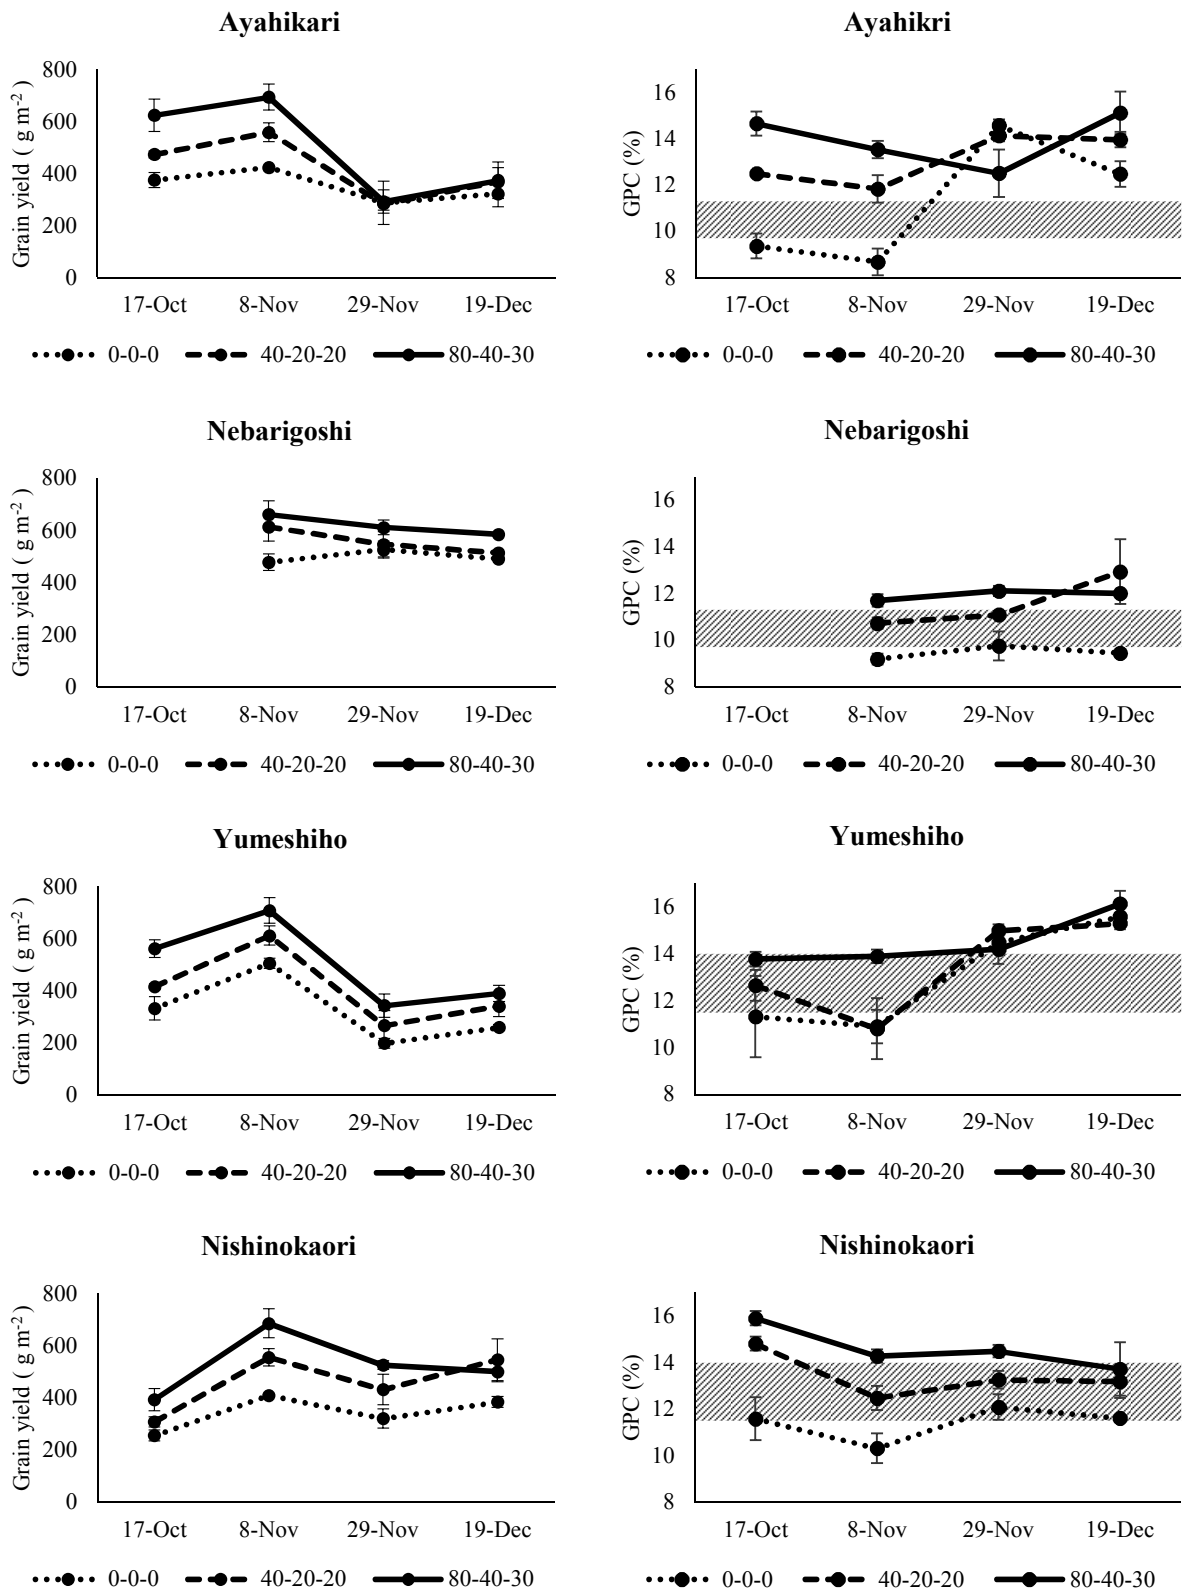 Ayahikari
Grain yield ( g m-2 )
800
600
400
200
0
17-Oct 8-Nov 29-Nov 19-Dec
0-0-0 40-20-20 80-40-30
Ayahikri
GPC (%)
16
14
12
10
8
17-Oct 8-Nov 29-Nov 19-Dec
0-0-0 40-20-20 80-40-30
Nebarigoshi
Grain yield ( g m-2 )
800
600
400
200
0
17-Oct 8-Nov 29-Nov 19-Dec
0-0-0 40-20-20 80-40-30
Nebarigoshi
GPC (%)
16
14
12
10
8
17-Oct 8-Nov 29-Nov 19-Dec
0-0-0 40-20-20 80-40-30
Yumeshiho
Grain yield ( g m-2 )
800
600
400
200
0
17-Oct 8-Nov 29-Nov 19-Dec
0-0-0 40-20-20 80-40-30
Yumeshiho
GPC (%)
16
14
12
10
8
17-Oct 8-Nov 29-Nov 19-Dec
0-0-0 40-20-20 80-40-30
Nishinokaori
Grain yield ( g m-2 )
800
600
400
200
0
17-Oct 8-Nov 29-Nov 19-Dec
0-0-0 40-20-20 80-40-30
Nishinokaori
GPC (%)
16
14
12
10
8
17-Oct 8-Nov 29-Nov 19-Dec
0-0-0 40-20-20 80-40-30